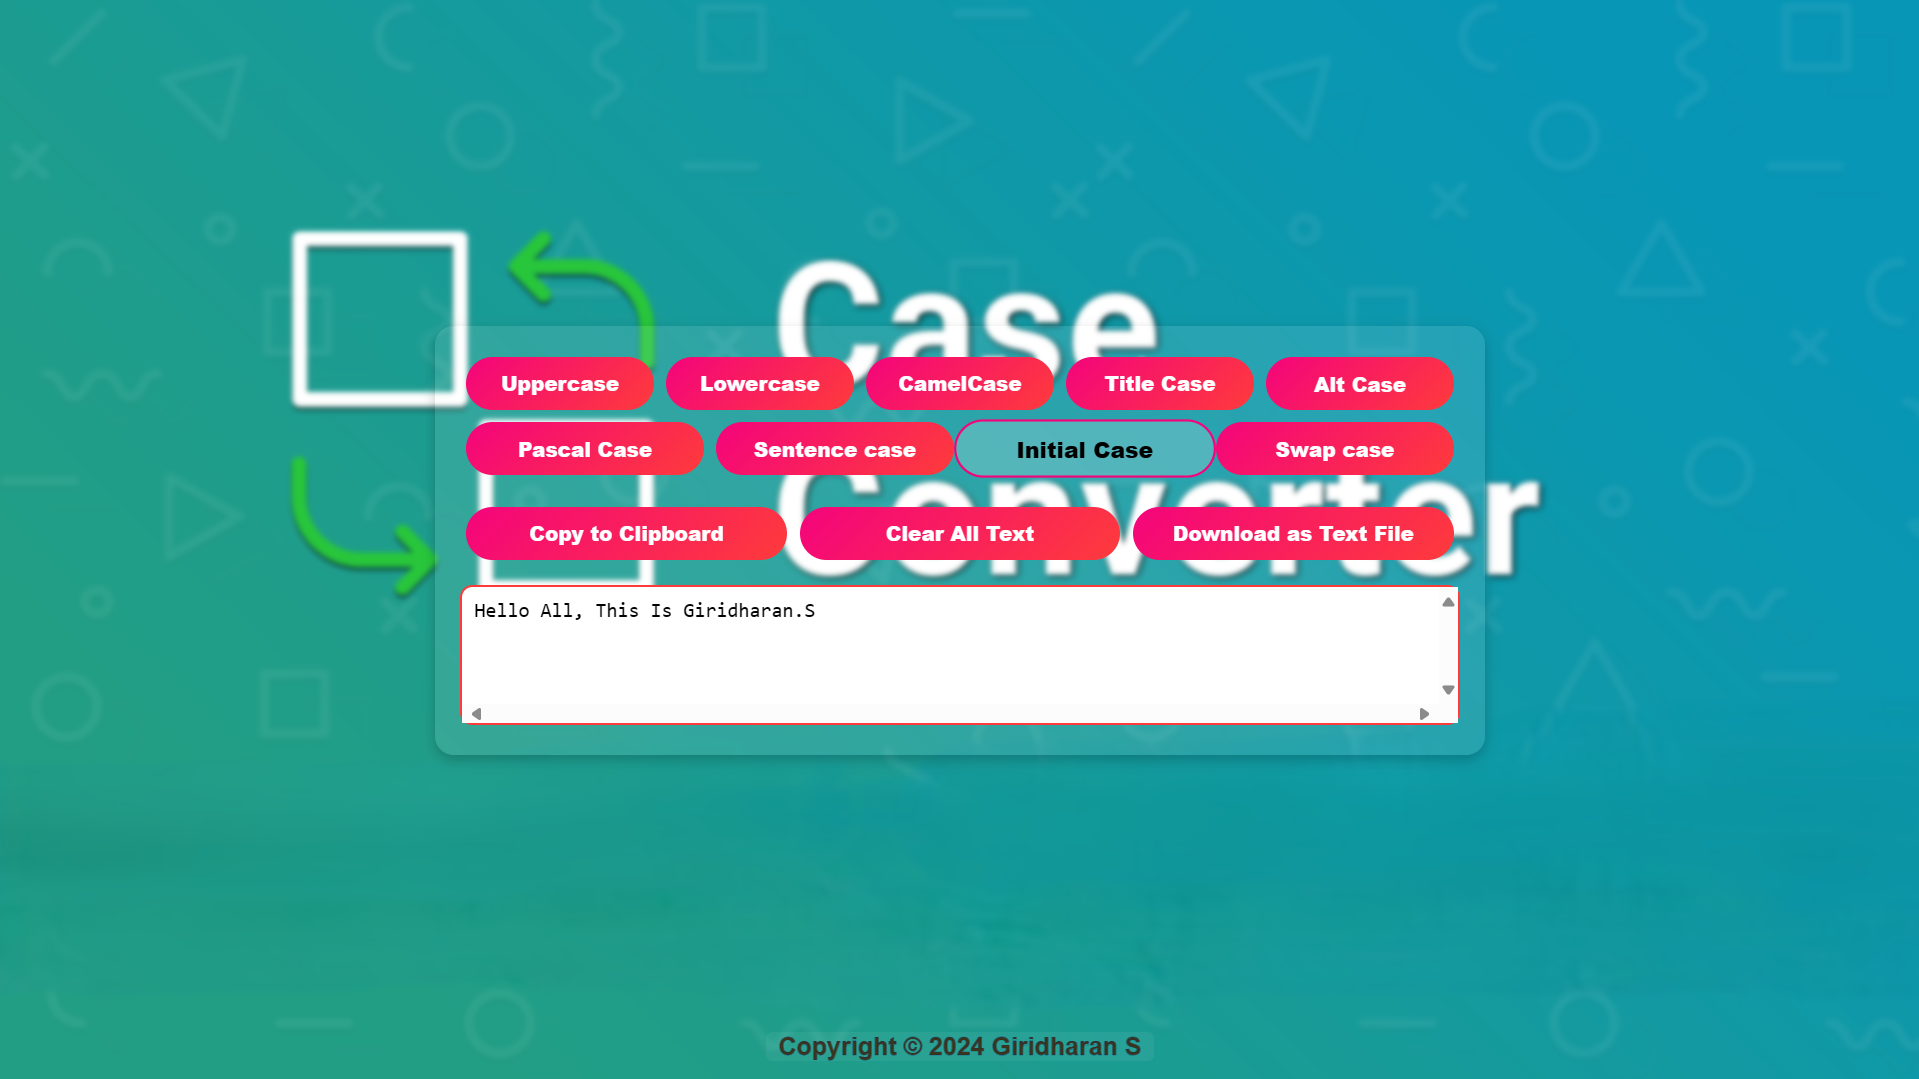 Case
Converter
Uppercase
Lowercase
CamelCase
Title Case
Alt Case
Pascal Case
Sentence case
Initial Case
Swap case
Copy to Clipboard
Clear All Text
Download as Text File
Hello All, This Is Giridharan.S
Copyright © 2024 Giridharan S